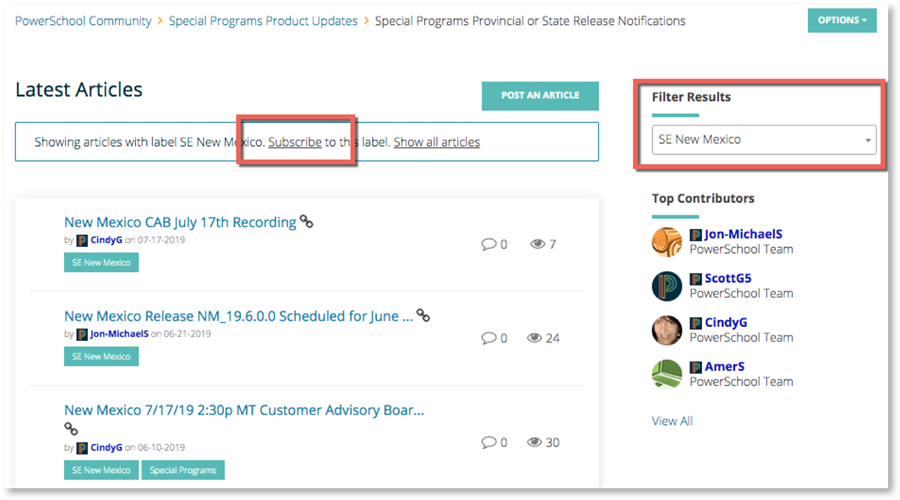 PowerSchool Community > Special Programs Product Updates > Special Programs Provincial or State Release Notifications
OPTIONS
Latest Articles
POST AN ARTICLE
Showing articles with label SE New Mexico. Subscribe to this label. Show all articles
New Mexico CAB July 17th Recording
by CindyG on 07-17-2019
0 7
SE New Mexico
New Mexico Release NM_19.6.0.0 Scheduled for June ...
by Jon-MichaelS on 06-21-2019
0 24
SE New Mexico
New Mexico 7/17/19 2:30p MT Customer Advisory Boar...
by CindyG on 06-10-2019
0 30
SE New Mexico Special Programs
Filter Results
SE New Mexico
Top Contributors
Jon-MichaelS
PowerSchool Team
ScottG5
PowerSchool Team
CindyG
PowerSchool Team
AmerS
PowerSchool Team
View All